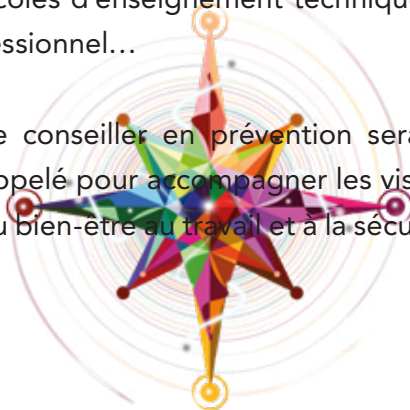 coles d'enseignement technique
essionnel…
e conseiller en prévention sera
ppelé pour accompagner les vis
u bien-être au travail et à la sécu